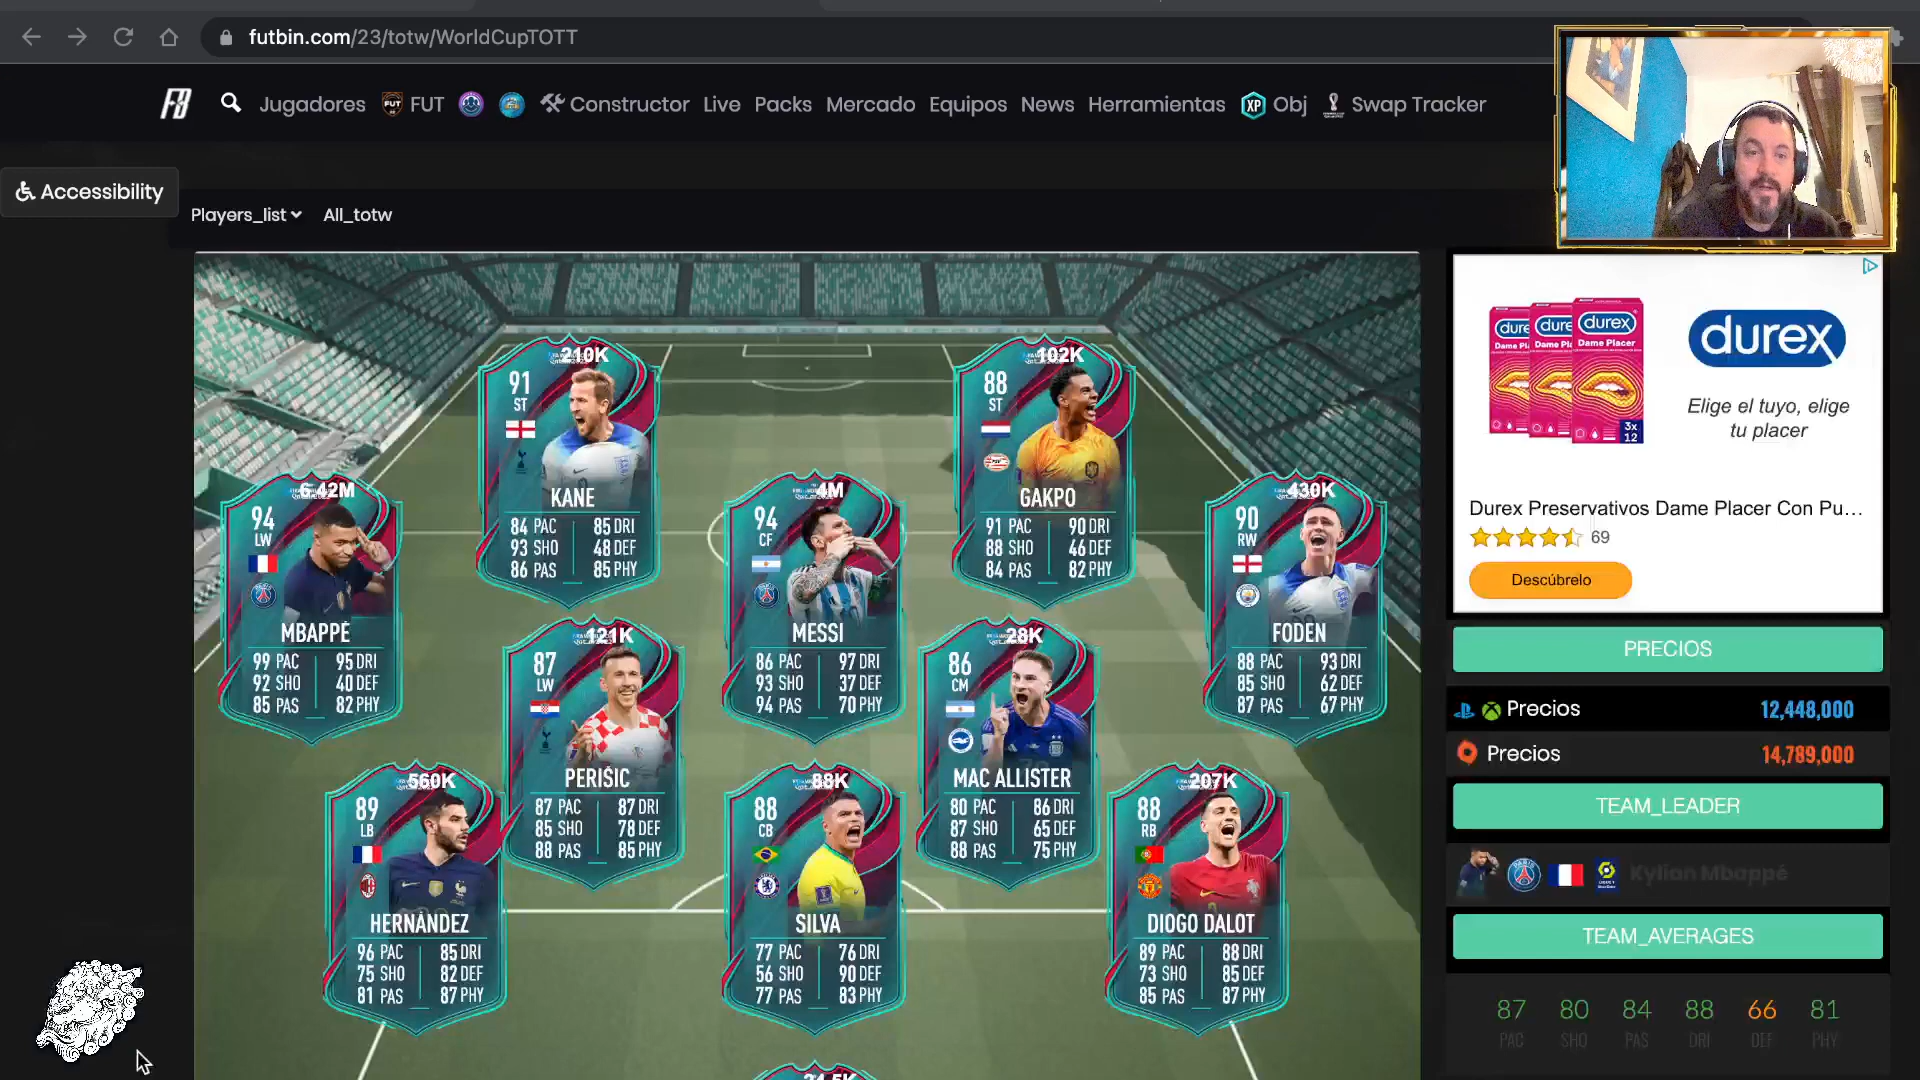 futbin.com/23/totw/WorldCupTOTT
Jugadores FUT Constructor Live Packs Mercado Equipos News Herramientas XP Obj Swap Tracker
Accessibility
Players_list All_totw
210K
91
ST
KANE
84 PAC 85 DRI
93 SHO 48 DEF
86 PAS 85 PHY
102K
88
ST
GAKPO
91 PAC 90 DRI
88 SHO 46 DEF
84 PAS 82 PHY
6.42M
94
LW
MBAPPÉ
99 PAC 95 DRI
92 SHO 40 DEF
85 PAS 82 PHY
4M
94
CF
MESSI
86 PAC 97 DRI
93 SHO 37 DEF
94 PAS 70 PHY
430K
90
RW
FODEN
88 PAC 93 DRI
85 SHO 62 DEF
87 PAS 67 PHY
121K
87
LW
PERIŠIĆ
87 PAC 87 DRI
85 SHO 78 DEF
88 PAS 85 PHY
28K
86
CM
MAC ALLISTER
80 PAC 86 DRI
87 SHO 65 DEF
88 PAS 75 PHY
560K
89
LB
HERNÁNDEZ
96 PAC 85 DRI
75 SHO 82 DEF
81 PAS 87 PHY
88K
88
CB
SILVA
77 PAC 76 DRI
56 SHO 90 DEF
77 PAS 83 PHY
207K
88
RB
DIOGO DALOT
89 PAC 88 DRI
73 SHO 85 DEF
85 PAS 87 PHY
24.5K
durex
Dame Placer
3x
12
durex
Elige el tuyo, elige
tu placer
Durex Preservativos Dame Placer Con Pu...
69
Descúbrelo
PRECIOS
Precios 12,448,000
Precios 14,789,000
TEAM_LEADER
Kylian Mbappé
TEAM_AVERAGES
87 80 84 88 66 81
PAC SHO PAS DRI DEF PHY